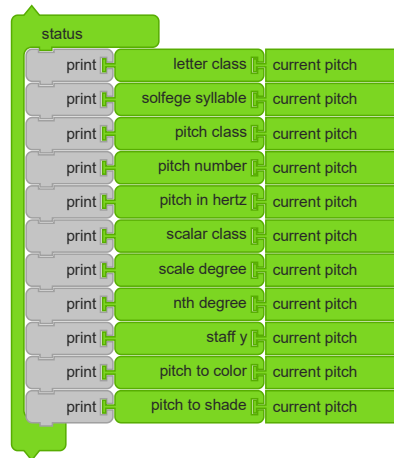 status
print letter class current pitch
print solfege syllable current pitch
print pitch class current pitch
print pitch number current pitch
print pitch in hertz current pitch
print scalar class current pitch
print scale degree current pitch
print nth degree current pitch
print staff y current pitch
print pitch to color current pitch
print pitch to shade current pitch